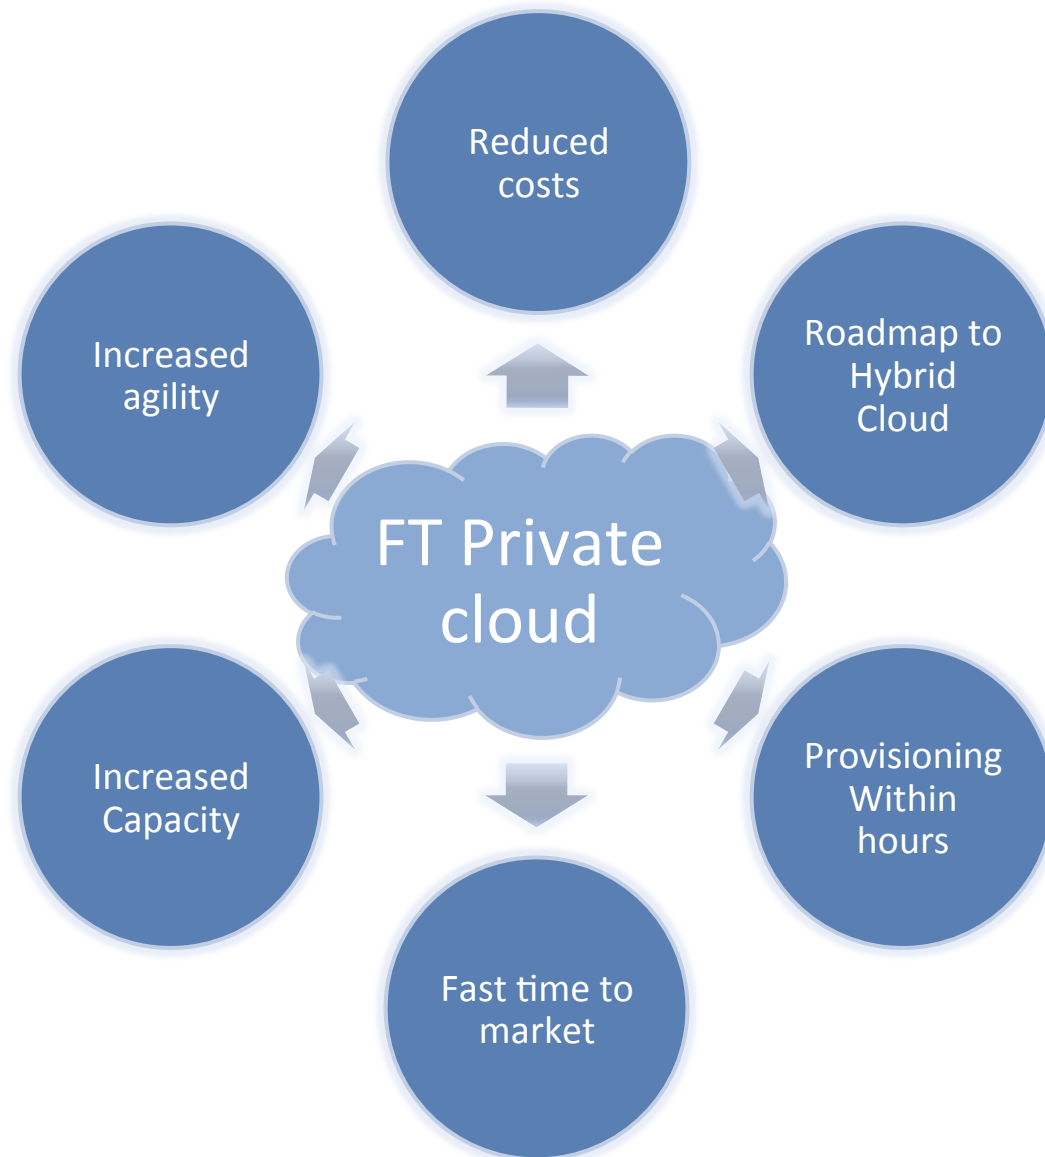 Reduced
costs
Increased
agility
Roadmap to
Hybrid
Cloud
FT Private
cloud
Increased
Capacity
Provisioning
Within
hours
Fast time to
market